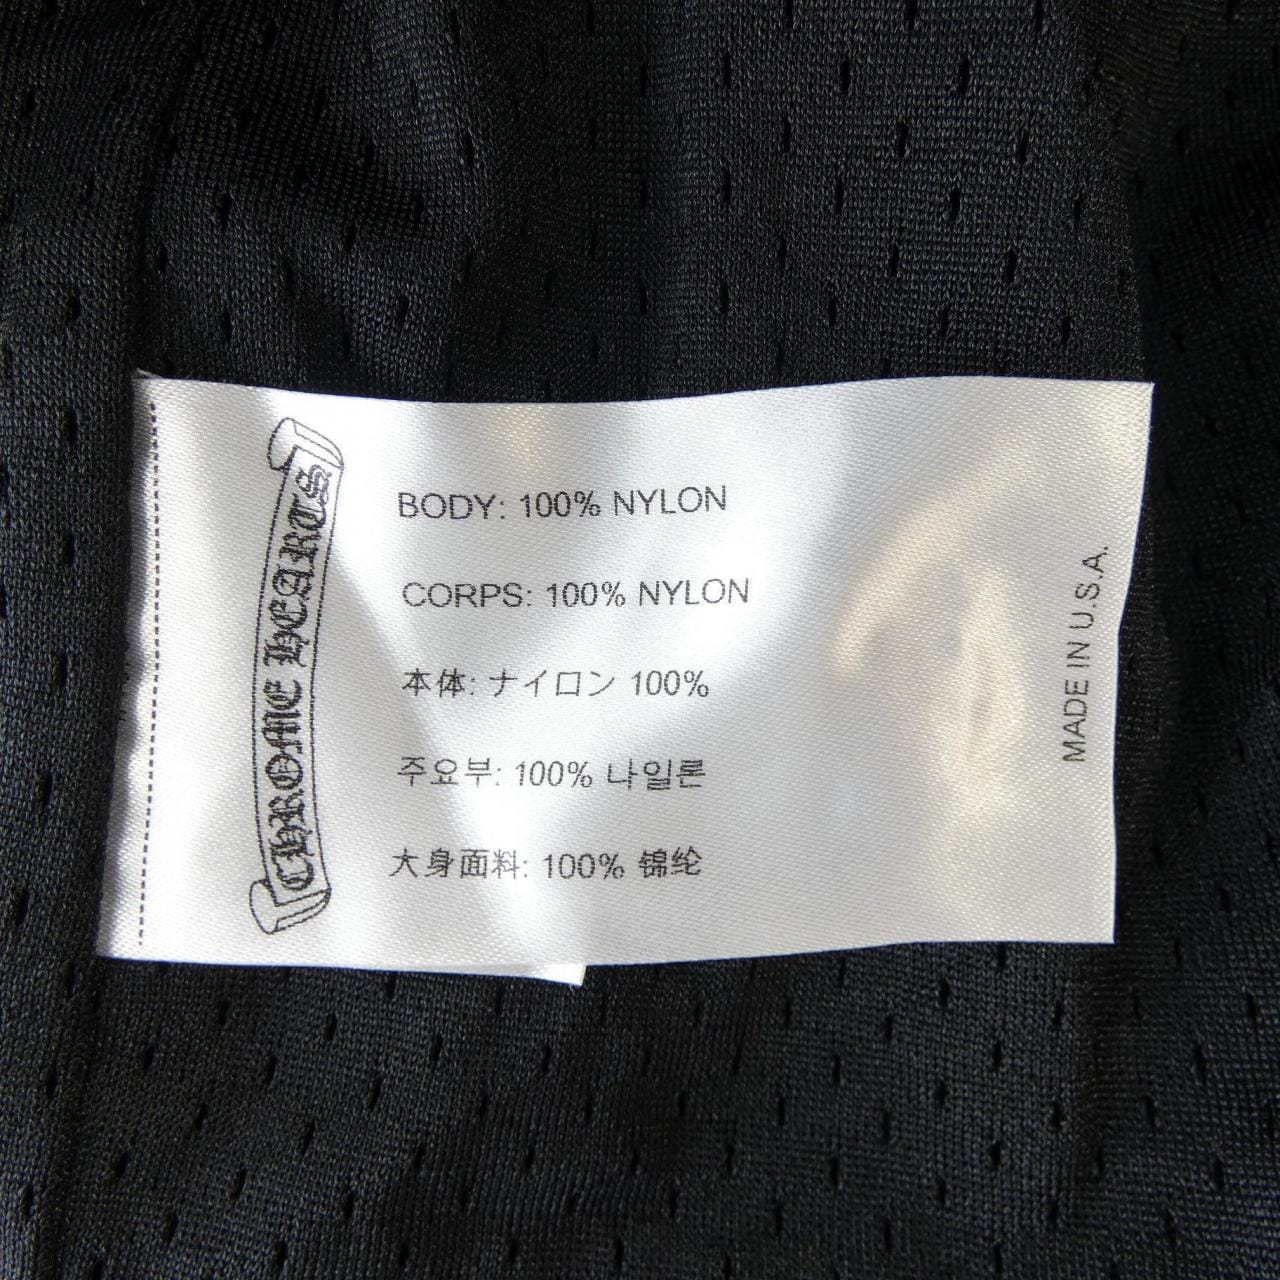 CHROME HEARTS
BODY: 100% NYLON
CORPS: 100% NYLON
本体: ナイロン 100%
주요부: 100% 나일론
大身面料: 100% 锦纶
MADE IN U.S.A.